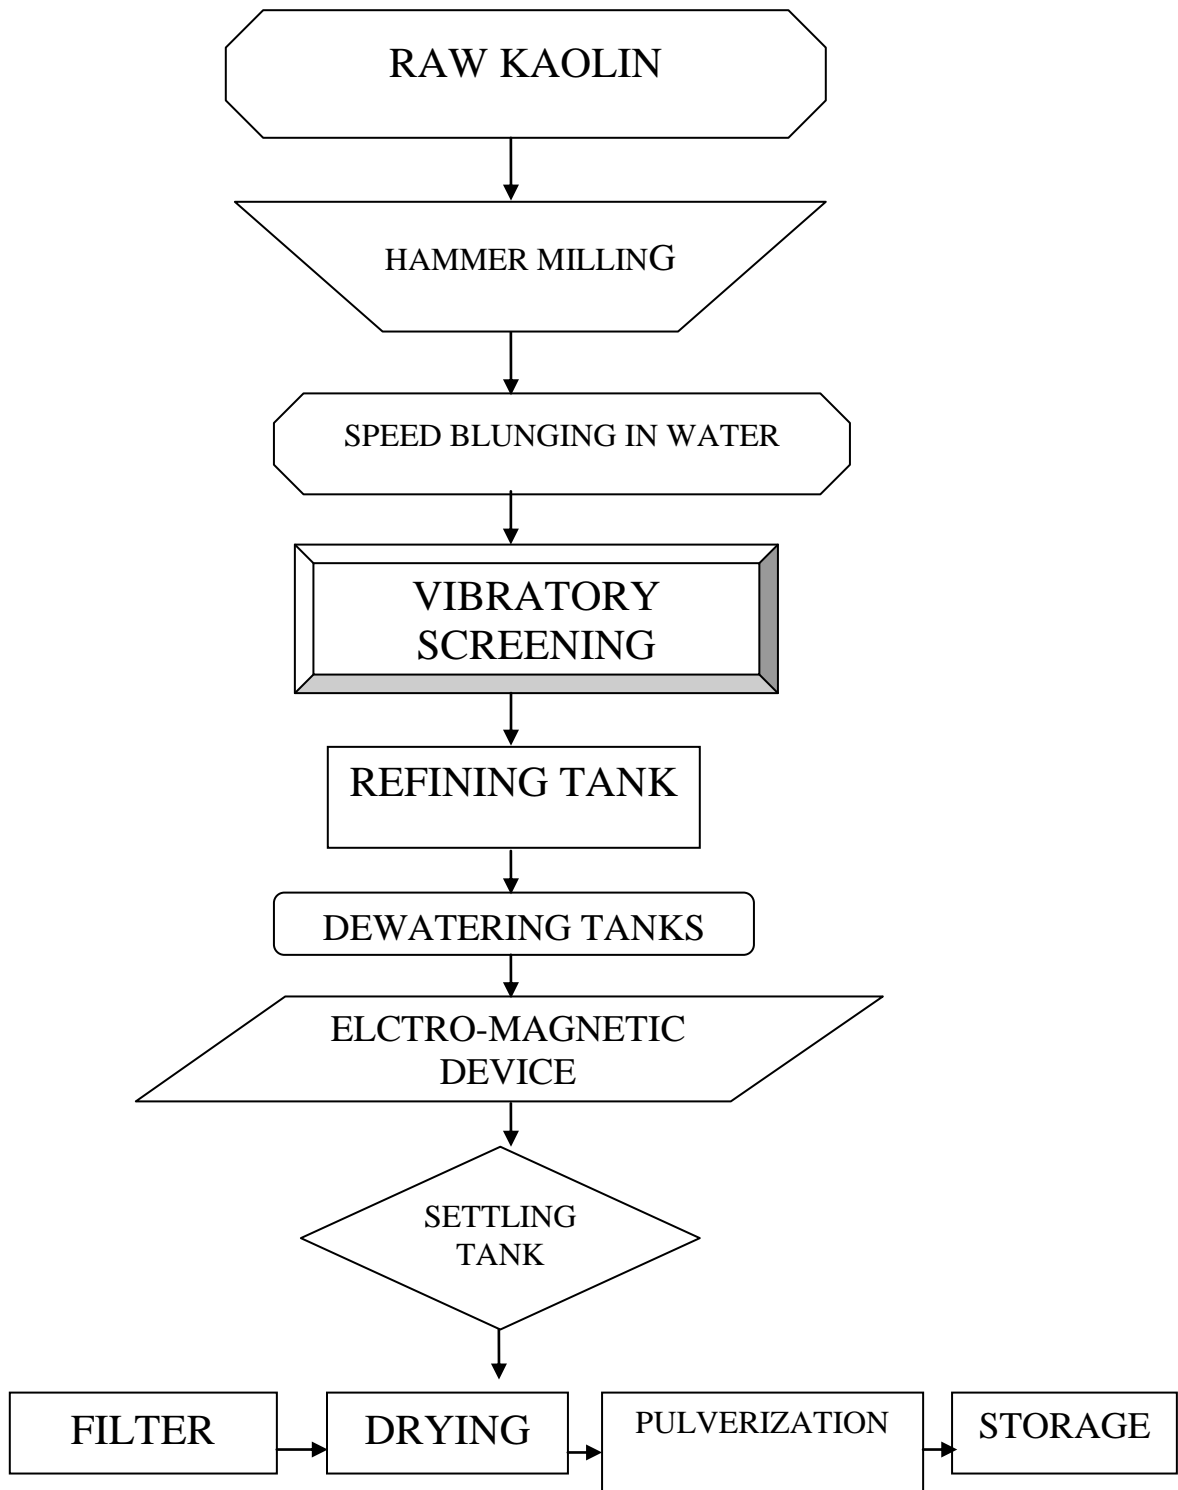 RAW KAOLIN
HAMMER MILLING
SPEED BLUNGING IN WATER
VIBRATORY
SCREENING
REFINING TANK
DEWATERING TANKS
ELCTRO-MAGNETIC
DEVICE
SETTLING
TANK
FILTER
DRYING
PULVERIZATION
STORAGE